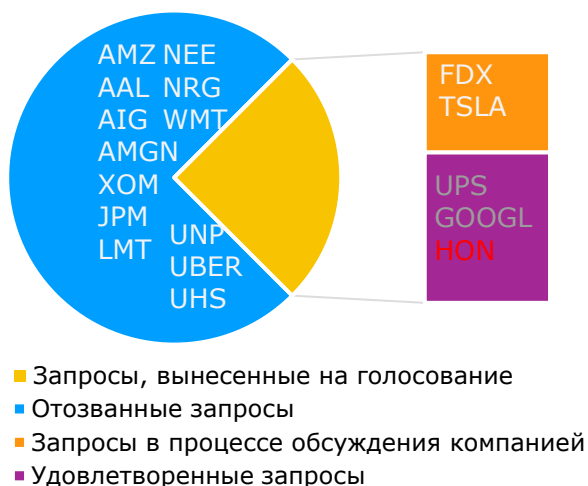 AMZ NEE
AAL NRG
AIG WMT
AMGN
XOM
JPM
LMT
UNP
UBER
UHS
FDX
TSLA
UPS
GOOGL
HON
Запросы, вынесенные на голосование
Отозванные запросы
Запросы в процессе обсуждения компанией
Удовлетворенные запросы